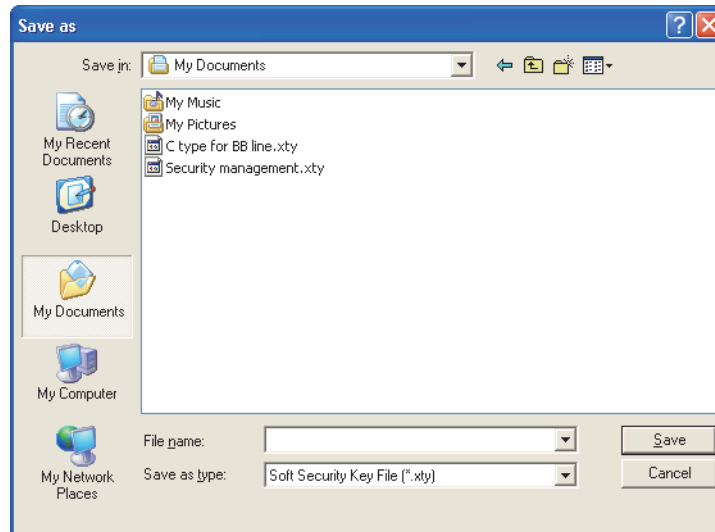 Save as
Save in:
My Documents
My Recent
Documents
Desktop
My Documents
My Computer
My Network
Places
My Music
My Pictures
C type for BB line.xty
Security management.xty
File name:
Save
Save as type:
Soft Security Key File (*.xty)
Cancel